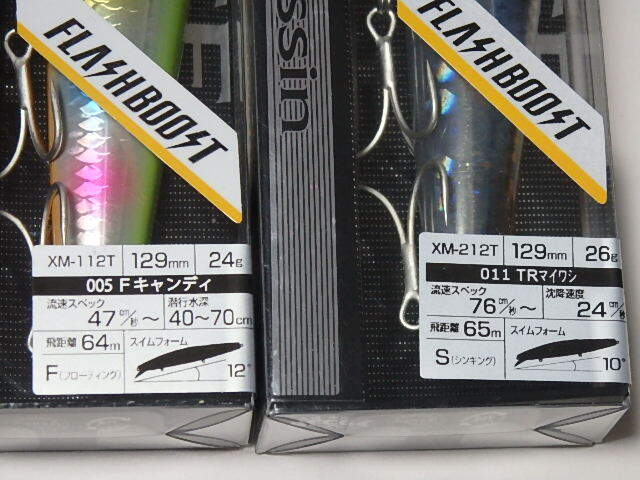 FLASHBOOST
XM-112T 129mm 24g
005 Fキャンディ
流速スペック 潜行水深
47cm/秒〜 40〜70cm
飛距離 64m スイムフォーム
F(フローティング) 12°
ssin
FLASHBOOST
XM-212T 129mm 26g
011 TRマイワシ
流速スペック 沈降速度
76cm/秒〜 24cm/秒
飛距離 65m スイムフォーム
S(シンキング) 10°